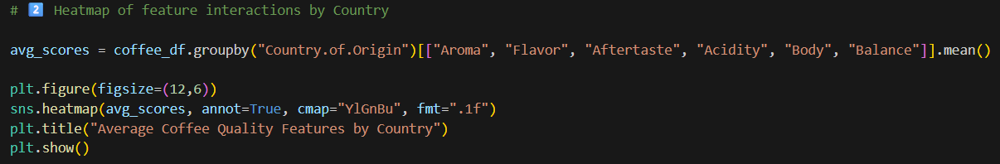 # 2️⃣ Heatmap of feature interactions by Country
avg_scores = coffee_df.groupby("Country.of.Origin")[["Aroma", "Flavor", "Aftertaste", "Acidity", "Body", "Balance"]].mean()
plt.figure(figsize=(12,6))
sns.heatmap(avg_scores, annot=True, cmap="YlGnBu", fmt=".1f")
plt.title("Average Coffee Quality Features by Country")
plt.show()